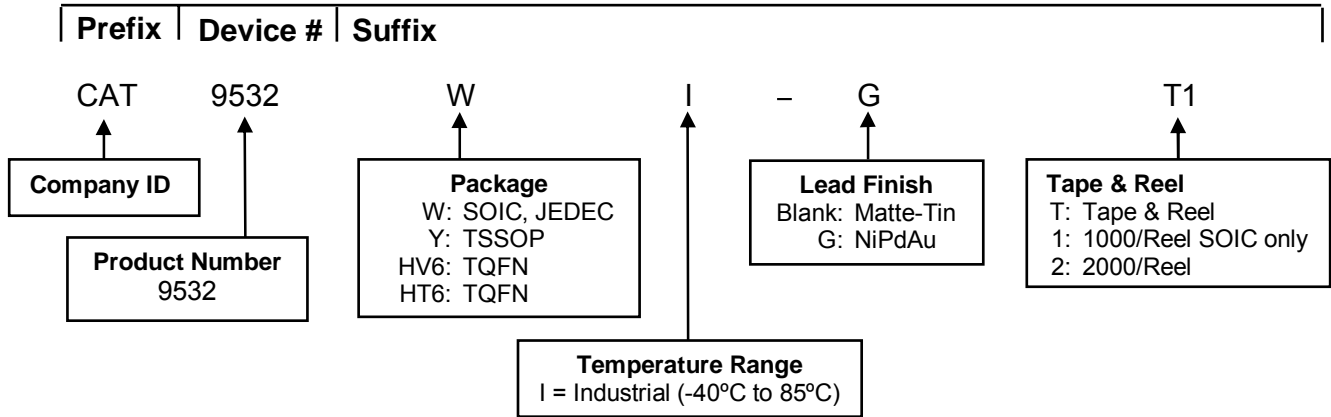 Prefix Device # Suffix
CAT 9532 W I – G T1
Company ID
Product Number
9532
Package
W: SOIC, JEDEC
Y: TSSOP
HV6: TQFN
HT6: TQFN
Temperature Range
I = Industrial (-40ºC to 85ºC)
Lead Finish
Blank: Matte-Tin
G: NiPdAu
Tape & Reel
T: Tape & Reel
1: 1000/Reel SOIC only
2: 2000/Reel